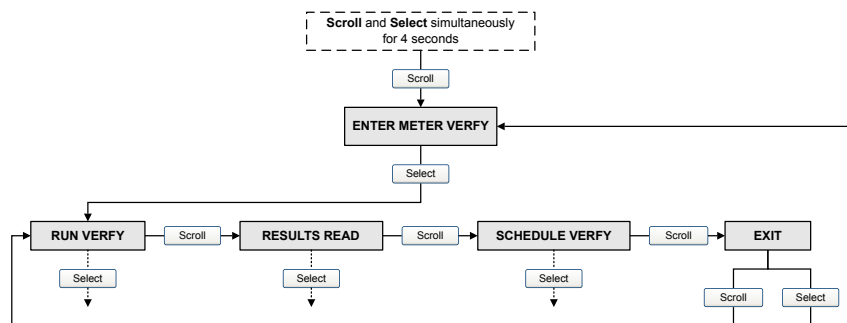 Scroll and Select simultaneously
for 4 seconds
Scroll
ENTER METER VERFY
Select
RUN VERFY
Scroll
RESULTS READ
Scroll
SCHEDULE VERFY
Scroll
EXIT
Select
Select
Select
Scroll
Select